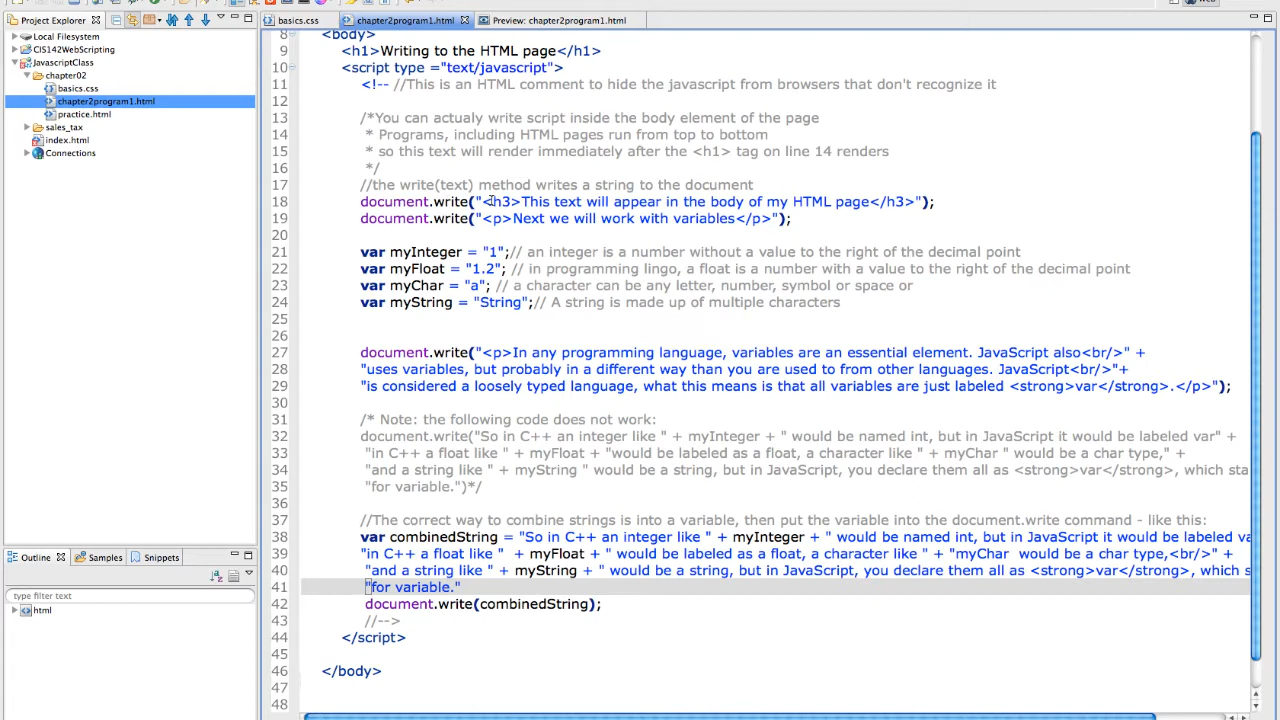 Project Explorer
basics.css
chapter2program1.html
Preview: chapter2program1.html
Local Filesystem
CIS142WebScripting
JavascriptClass
chapter02
basics.css
chapter2program1.html
practice.html
sales_tax
index.html
Connections
Outline
Samples
Snippets
type filter text
html
8 <body>
9 <h1>Writing to the HTML page</h1>
10 <script type ="text/javascript">
11 <!-- //This is an HTML comment to hide the javascript from browsers that don't recognize it
12
13 /*You can actualy write script inside the body element of the page
14 * Programs, including HTML pages run from top to bottom
15 * so this text will render immediately after the <h1> tag on line 14 renders
16 */
17 //the write(text) method writes a string to the document
18 document.write("<h3>This text will appear in the body of my HTML page</h3>");
19 document.write("<p>Next we will work with variables</p>");
20
21 var myInteger = "1";// an integer is a number without a value to the right of the decimal point
22 var myFloat = "1.2"; // in programming lingo, a float is a number with a value to the right of the decimal point
23 var myChar = "a"; // a character can be any letter, number, symbol or space or
24 var myString = "String";// A string is made up of multiple characters
25
26
27 document.write("<p>In any programming language, variables are an essential element. JavaScript also<br/>" +
28 "uses variables, but probably in a different way than you are used to from other languages. JavaScript<br/>"+
29 "is considered a loosely typed language, what this means is that all variables are just labeled <strong>var</strong>.</p>");
30
31 /* Note: the following code does not work:
32 document.write("So in C++ an integer like " + myInteger + " would be named int, but in JavaScript it would be labeled var" +
33 "in C++ a float like " + myFloat + "would be labeled as a float, a character like " + myChar " would be a char type," +
34 "and a string like " + myString " would be a string, but in JavaScript, you declare them all as <strong>var</strong>, which sta
35 "for variable.")*/
36
37 //The correct way to combine strings is into a variable, then put the variable into the document.write command - like this:
38 var combinedString = "So in C++ an integer like " + myInteger + " would be named int, but in JavaScript it would be labeled va
39 "in C++ a float like " + myFloat + " would be labeled as a float, a character like " + "myChar would be a char type,<br/>" +
40 "and a string like " + myString + " would be a string, but in JavaScript, you declare them all as <strong>var</strong>, which s
41 "for variable."
42 document.write(combinedString);
43 //-->
44 </script>
45
46 </body>
47
48